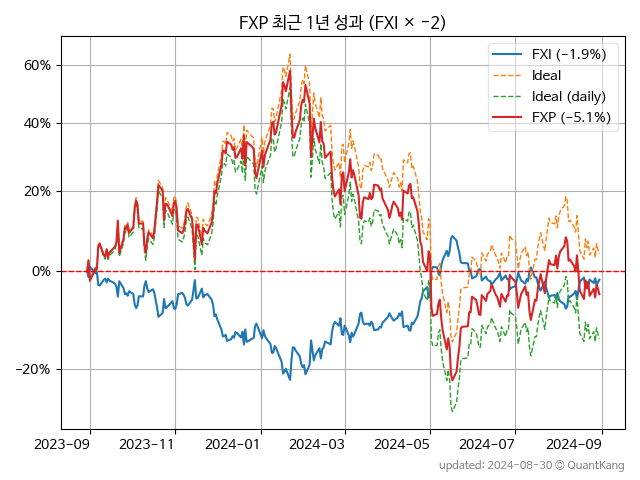 FXP 최근 1년 성과 (FXI × −2)
FXI (−1.9%)
Ideal
Ideal (daily)
FXP (−5.1%)
60%
40%
20%
0%
−20%
2023-09
2023-11
2024-01
2024-03
2024-05
2024-07
2024-09
updated: 2024-08-30 © QuantKang